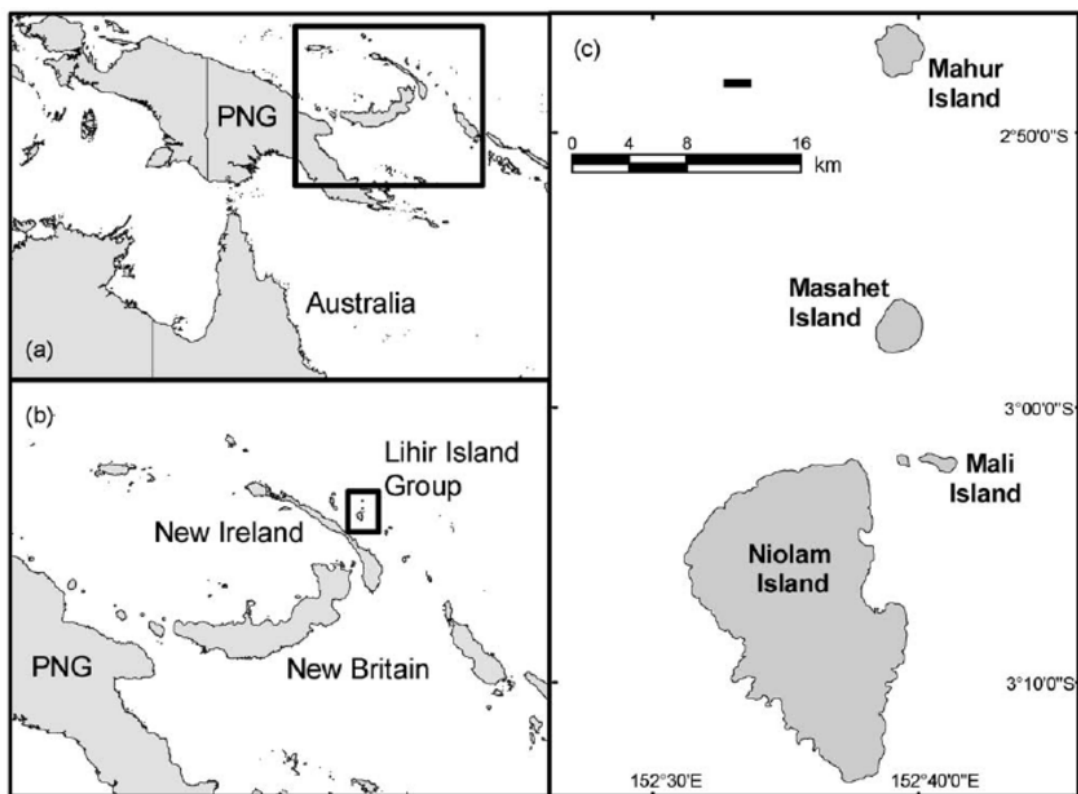 (a)
PNG
Australia
(b)
Lihir Island
Group
New Ireland
New Britain
PNG
(c)
Mahur
Island
2°50'0"S
0 4 8 16
km
Masahet
Island
3°00'0"S
Mali
Island
Niolam
Island
3°10'0"S
152°30'E 152°40'0"E